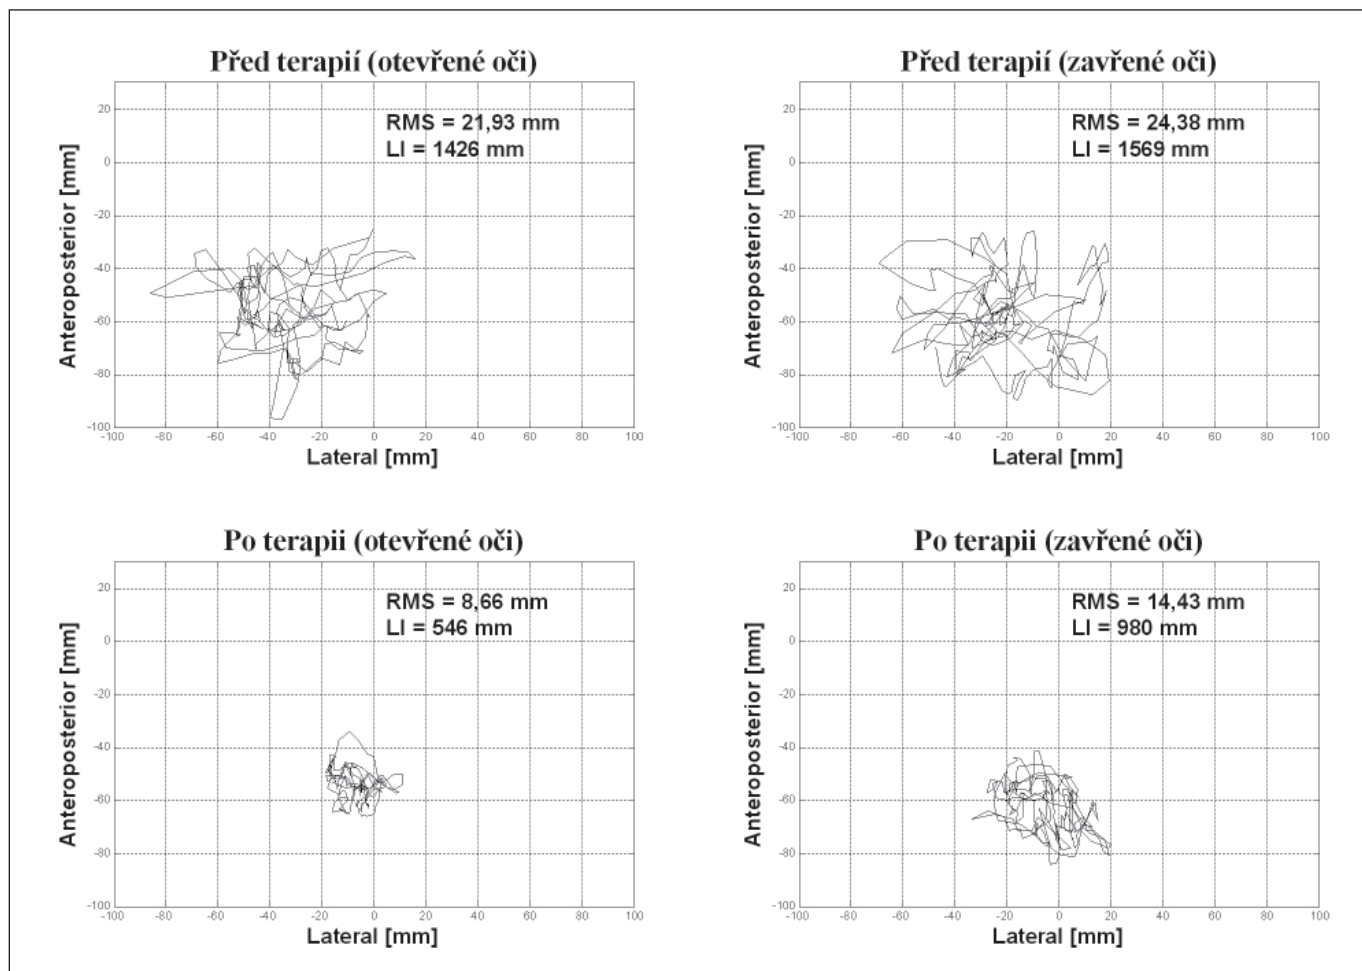 Před terapií (otevřené oči)
RMS = 21,93 mm
LI = 1426 mm
Anteroposterior [mm]
20
0
-20
-40
-60
-80
-100
-100 -80 -60 -40 -20 0 20 40 60 80 100
Lateral [mm]
Před terapií (zavřené oči)
RMS = 24,38 mm
LI = 1569 mm
Anteroposterior [mm]
20
0
-20
-40
-60
-80
-100
-100 -80 -60 -40 -20 0 20 40 60 80 100
Lateral [mm]
Po terapii (otevřené oči)
RMS = 8,66 mm
LI = 546 mm
Anteroposterior [mm]
20
0
-20
-40
-60
-80
-100
-100 -80 -60 -40 -20 0 20 40 60 80 100
Lateral [mm]
Po terapii (zavřené oči)
RMS = 14,43 mm
LI = 980 mm
Anteroposterior [mm]
20
0
-20
-40
-60
-80
-100
-100 -80 -60 -40 -20 0 20 40 60 80 100
Lateral [mm]